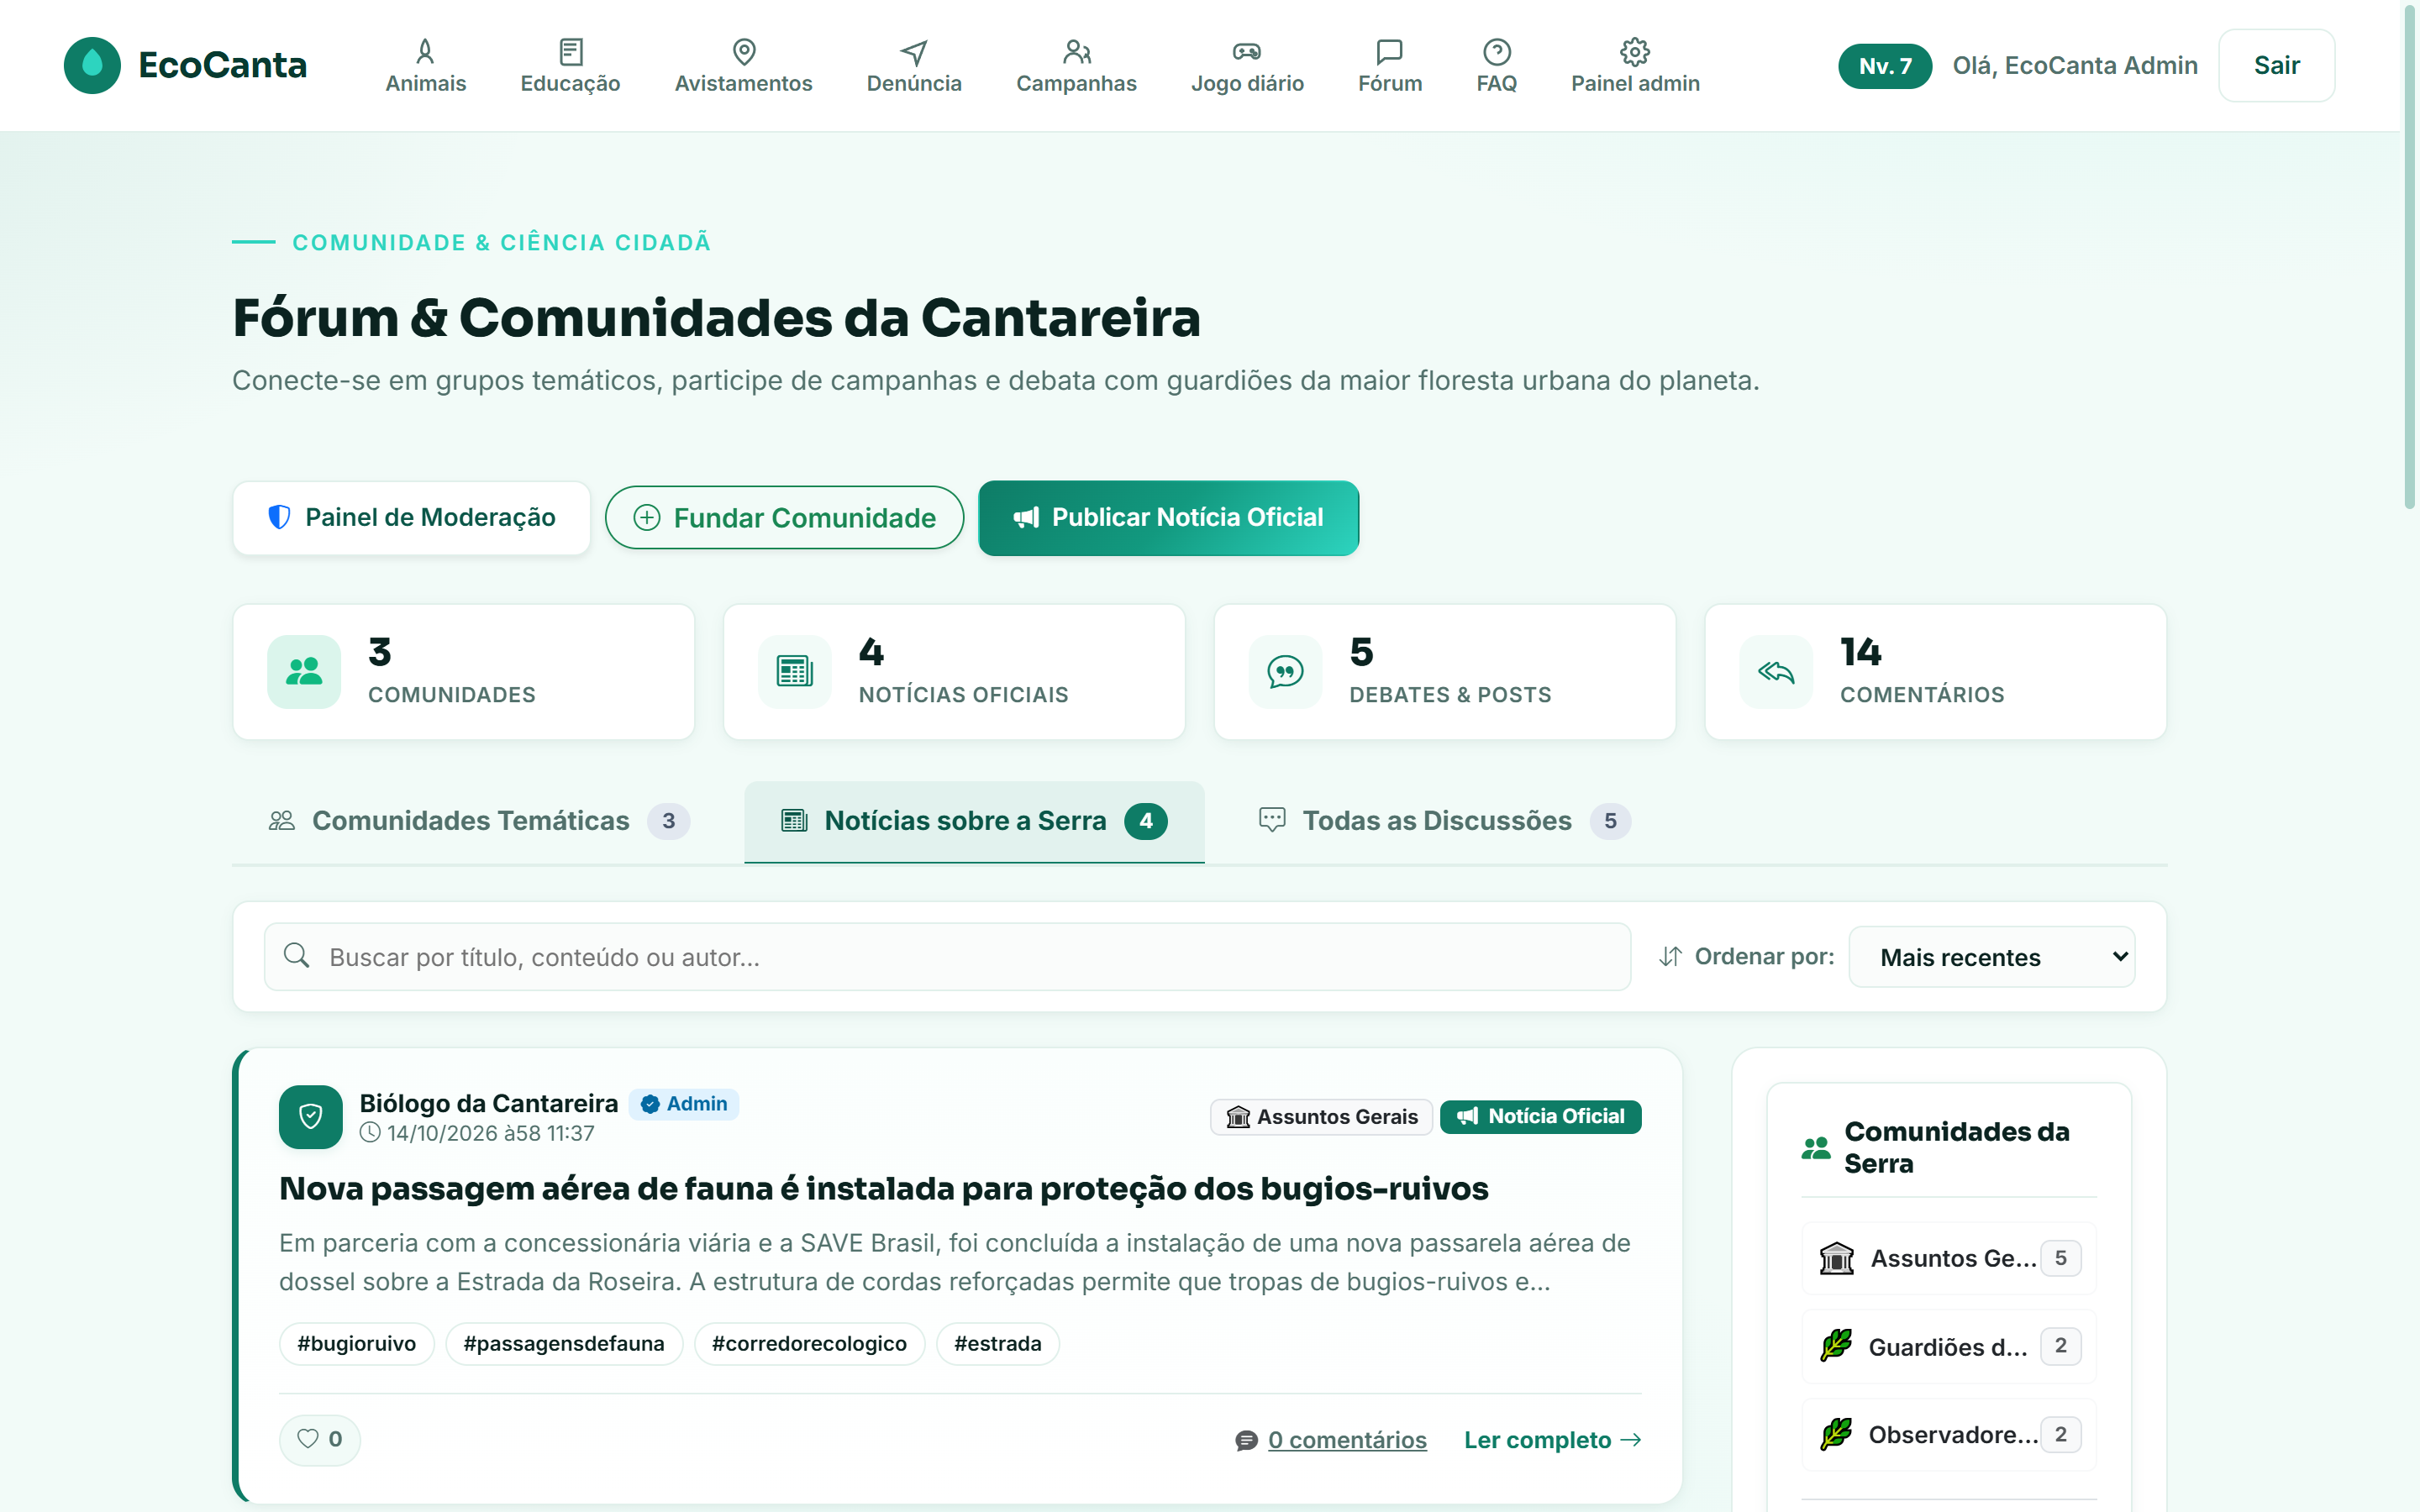 EcoCanta
Animais
Educação
Avistamentos
Denúncia
Campanhas
Jogo diário
Fórum
FAQ
Painel admin
Nv. 7
Olá, EcoCanta Admin
Sair
COMUNIDADE & CIÊNCIA CIDADÃ
Fórum & Comunidades da Cantareira
Conecte-se em grupos temáticos, participe de campanhas e debata com guardiões da maior floresta urbana do planeta.
Painel de Moderação
Fundar Comunidade
Publicar Notícia Oficial
3
COMUNIDADES
4
NOTÍCIAS OFICIAIS
5
DEBATES & POSTS
14
COMENTÁRIOS
Comunidades Temáticas 3
Notícias sobre a Serra 4
Todas as Discussões 5
Buscar por título, conteúdo ou autor...
Ordenar por:
Mais recentes
Biólogo da Cantareira
Admin
14/10/2026 à58 11:37
Assuntos Gerais
Notícia Oficial
Nova passagem aérea de fauna é instalada para proteção dos bugios-ruivos
Em parceria com a concessionária viária e a SAVE Brasil, foi concluída a instalação de uma nova passarela aérea de
dossel sobre a Estrada da Roseira. A estrutura de cordas reforçadas permite que tropas de bugios-ruivos e...
#bugioruivo
#passagensdefauna
#corredorecologico
#estrada
0
0 comentários
Ler completo →
Comunidades da
Serra
Assuntos Ge... 5
Guardiões d... 2
Observadore... 2